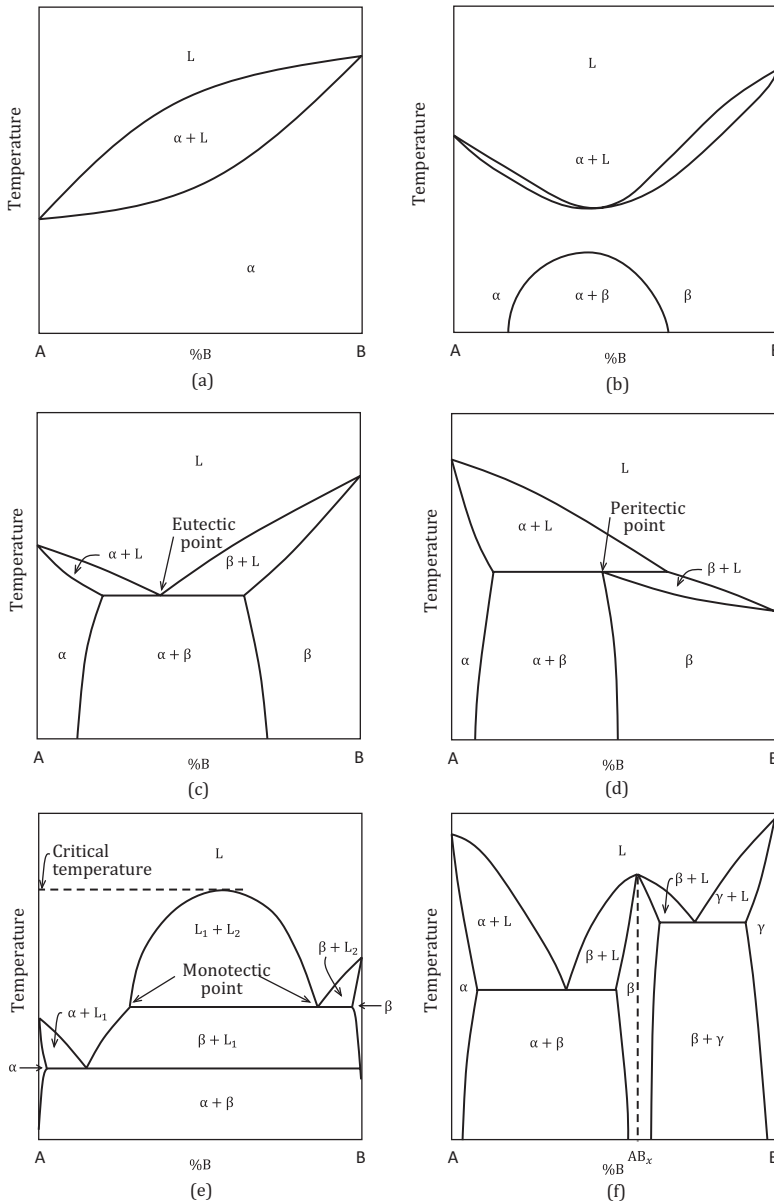 L
α + L
α
Temperature
A
%B
B
(a)
L
α + L
α
α + β
β
Temperature
A
%B
B
(b)
L
Eutectic
point
α + L
β + L
α
α + β
β
Temperature
A
%B
B
(c)
L
Peritectic
point
α + L
β + L
α
α + β
β
Temperature
A
%B
B
(d)
Critical
temperature
L
L₁ + L₂
β + L₂
Monotectic
point
β
α + L₁
β + L₁
α
α + β
Temperature
A
%B
B
(e)
L
β + L
γ + L
α + L
γ
β + L
α
β
α + β
β + γ
Temperature
A
ABₓ
%B
B
(f)